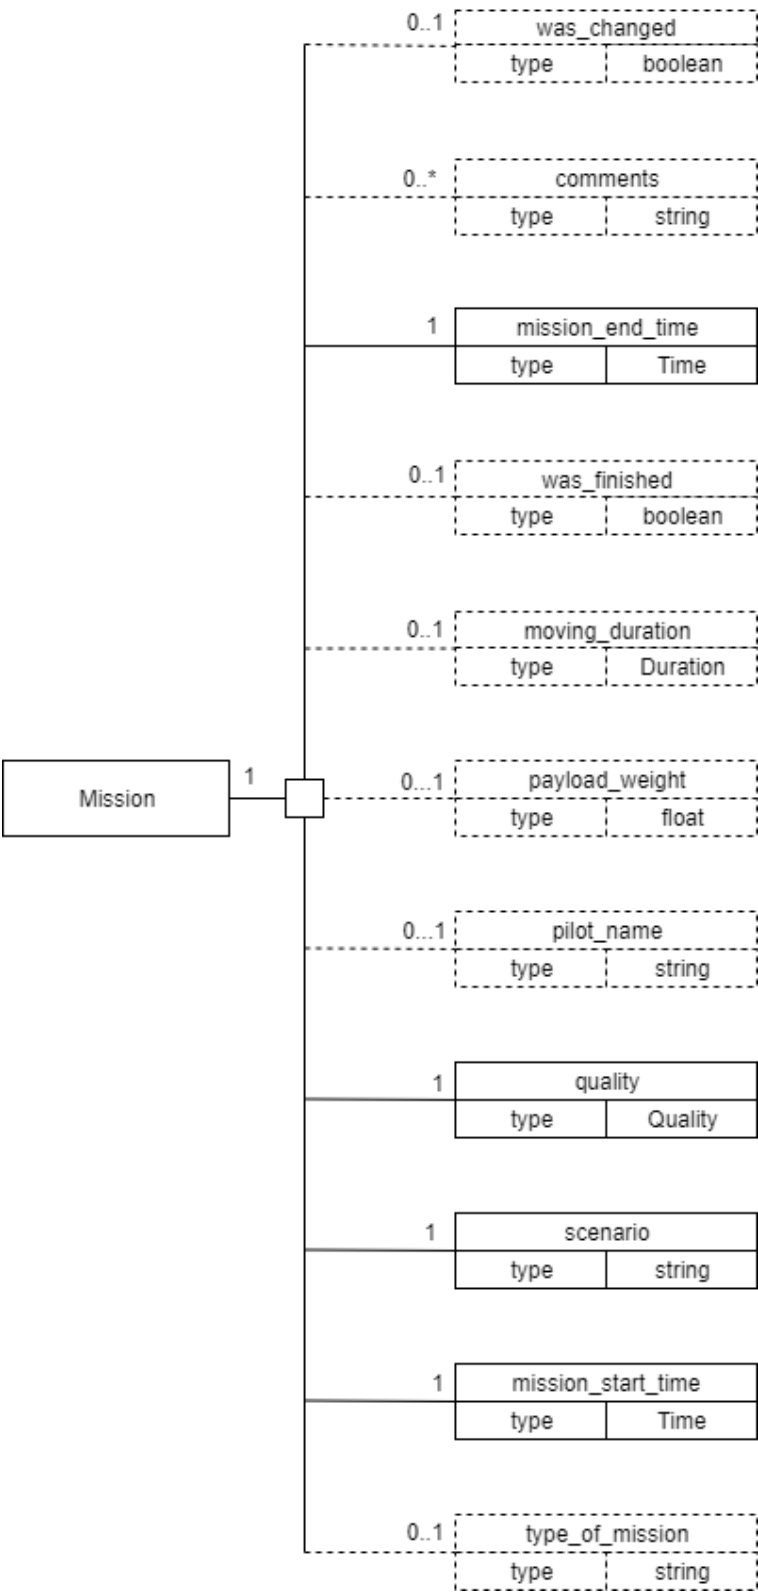 0..1 was_changed
type boolean
0..* comments
type string
1 mission_end_time
type Time
0..1 was_finished
type boolean
0..1 moving_duration
type Duration
Mission 1 0...1 payload_weight
type float
0...1 pilot_name
type string
1 quality
type Quality
1 scenario
type string
1 mission_start_time
type Time
0..1 type_of_mission
type string